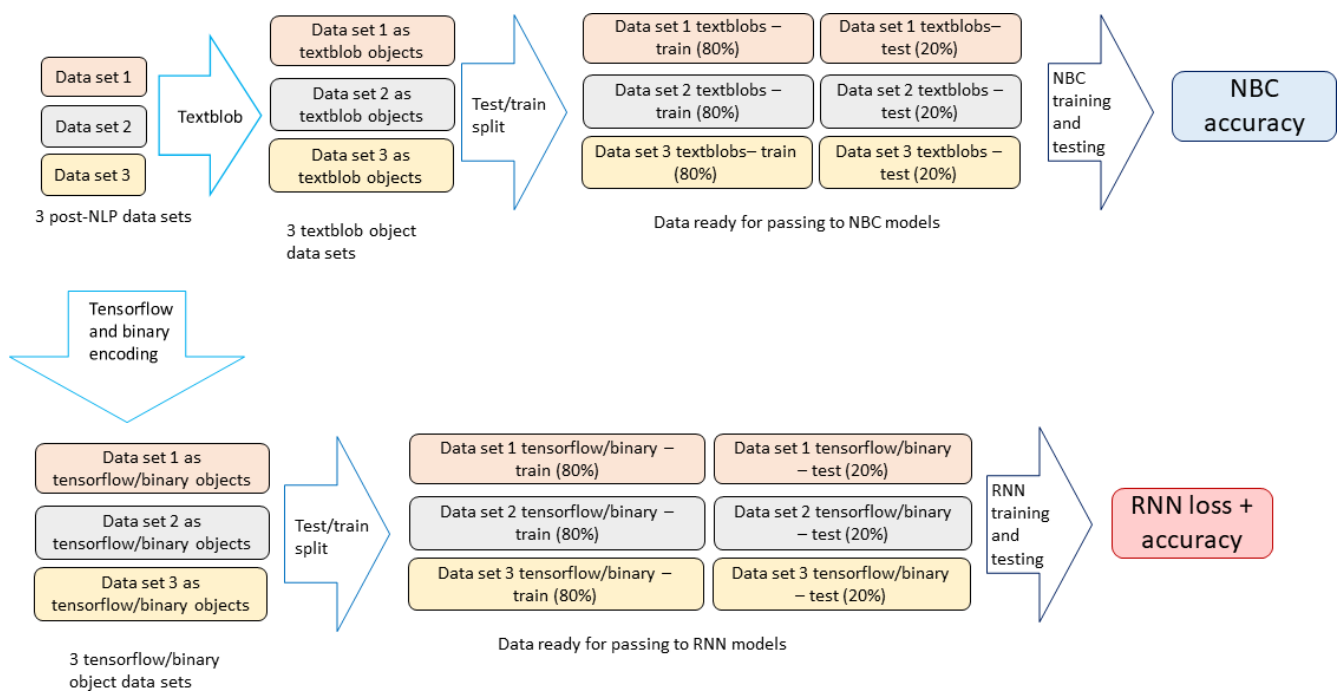 Data set 1
Data set 2
Data set 3
3 post-NLP data sets
Textblob
Data set 1 as
textblob objects
Data set 2 as
textblob objects
Data set 3 as
textblob objects
3 textblob object
data sets
Test/train
split
Data set 1 textblobs –
train (80%)
Data set 1 textblobs–
test (20%)
Data set 2 textblobs –
train (80%)
Data set 2 textblobs –
test (20%)
Data set 3 textblobs– train
(80%)
Data set 3 textblobs –
test (20%)
Data ready for passing to NBC models
NBC
training
and
testing
NBC
accuracy
Tensorflow
and binary
encoding
Data set 1 as
tensorflow/binary objects
Data set 2 as
tensorflow/binary objects
Data set 3 as
tensorflow/binary objects
3 tensorflow/binary
object data sets
Test/train
split
Data set 1 tensorflow/binary –
train (80%)
Data set 1 tensorflow/binary
– test (20%)
Data set 2 tensorflow/binary –
train (80%)
Data set 2 tensorflow/binary
– test (20%)
Data set 3 tensorflow/binary –
train (80%)
Data set 3 tensorflow/binary
– test (20%)
Data ready for passing to RNN models
RNN
training
and
testing
RNN loss +
accuracy